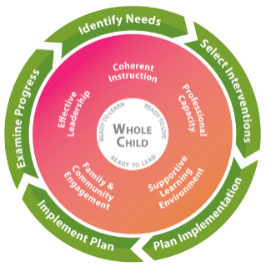 Identify Needs
Select Interventions
Plan Implementation
Implement Plan
Examine Progress
Coherent
Instruction
Professional
Capacity
Supportive
Learning
Environment
Family &
Community
Engagement
Effective
Leadership
READY TO LEARN
READY TO LIVE
READY TO LEAD
WHOLE
CHILD